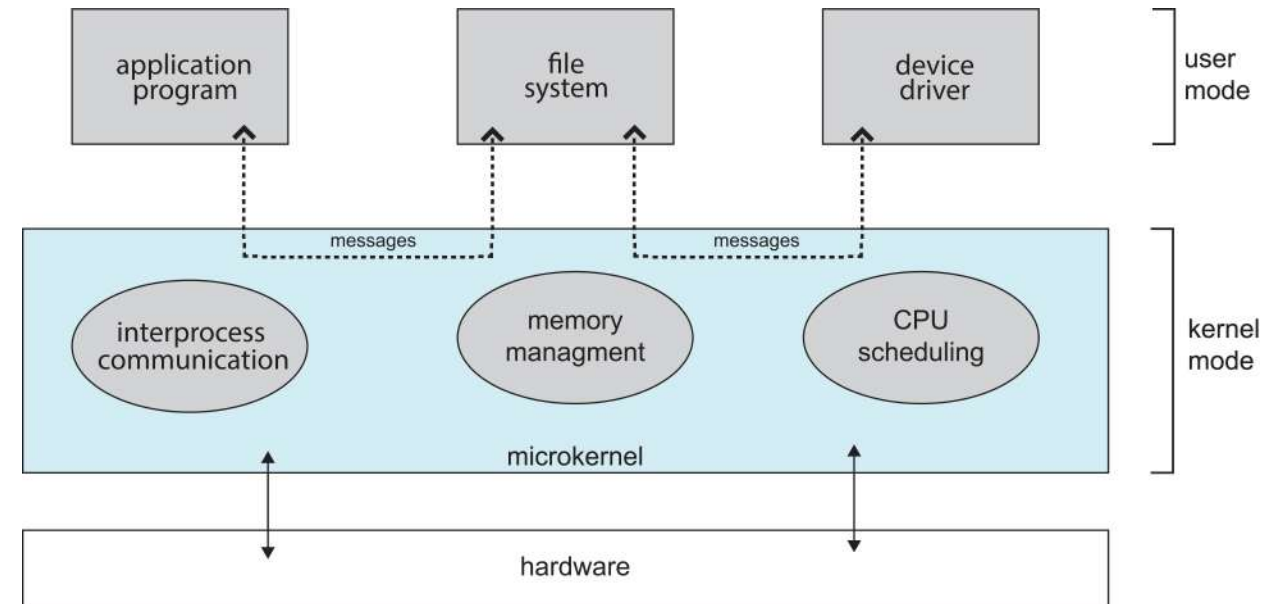 application
program
file
system
device
driver
user
mode
messages
messages
interprocess
communication
memory
managment
CPU
scheduling
kernel
mode
microkernel
hardware